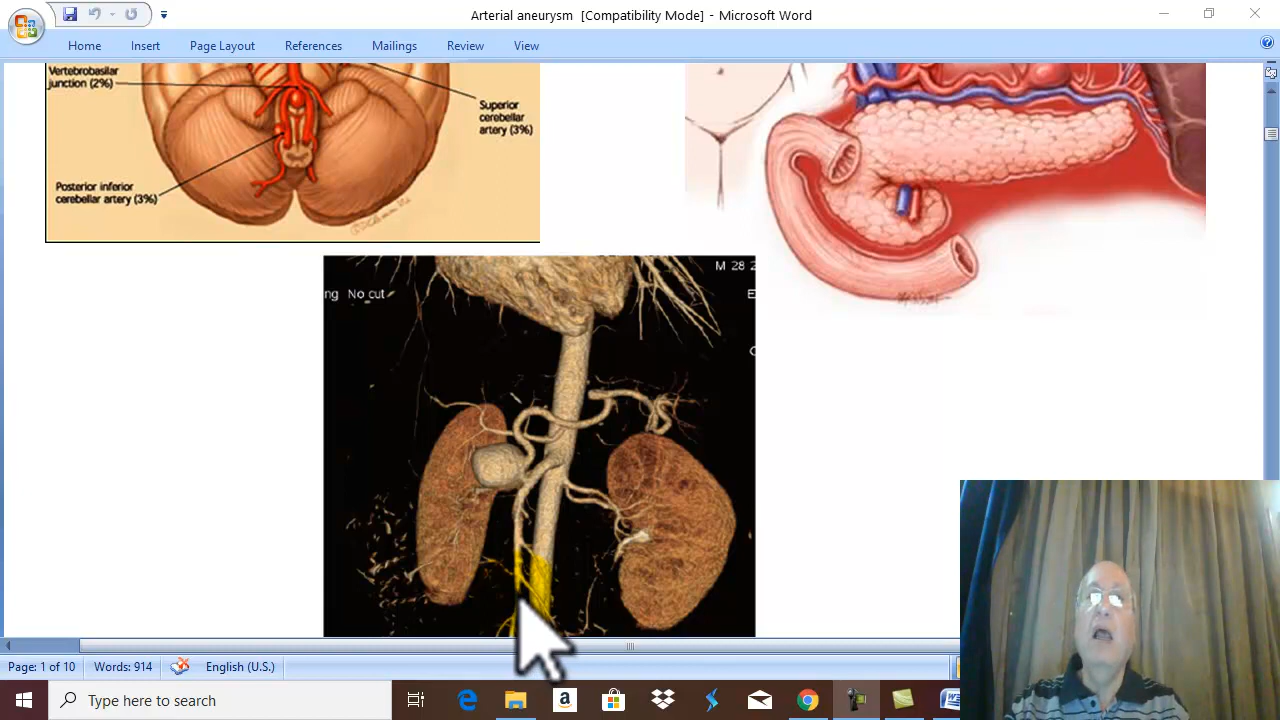 Arterial aneurysm [Compatibility Mode] - Microsoft Word
Home Insert Page Layout References Mailings Review View
Vertebrobasilar
junction (2%)
Superior
cerebellar
artery (3%)
Posterior inferior
cerebellar artery (3%)
M 28 2
ng No cut
E
Page: 1 of 10 Words: 914 English (U.S.)
Type here to search